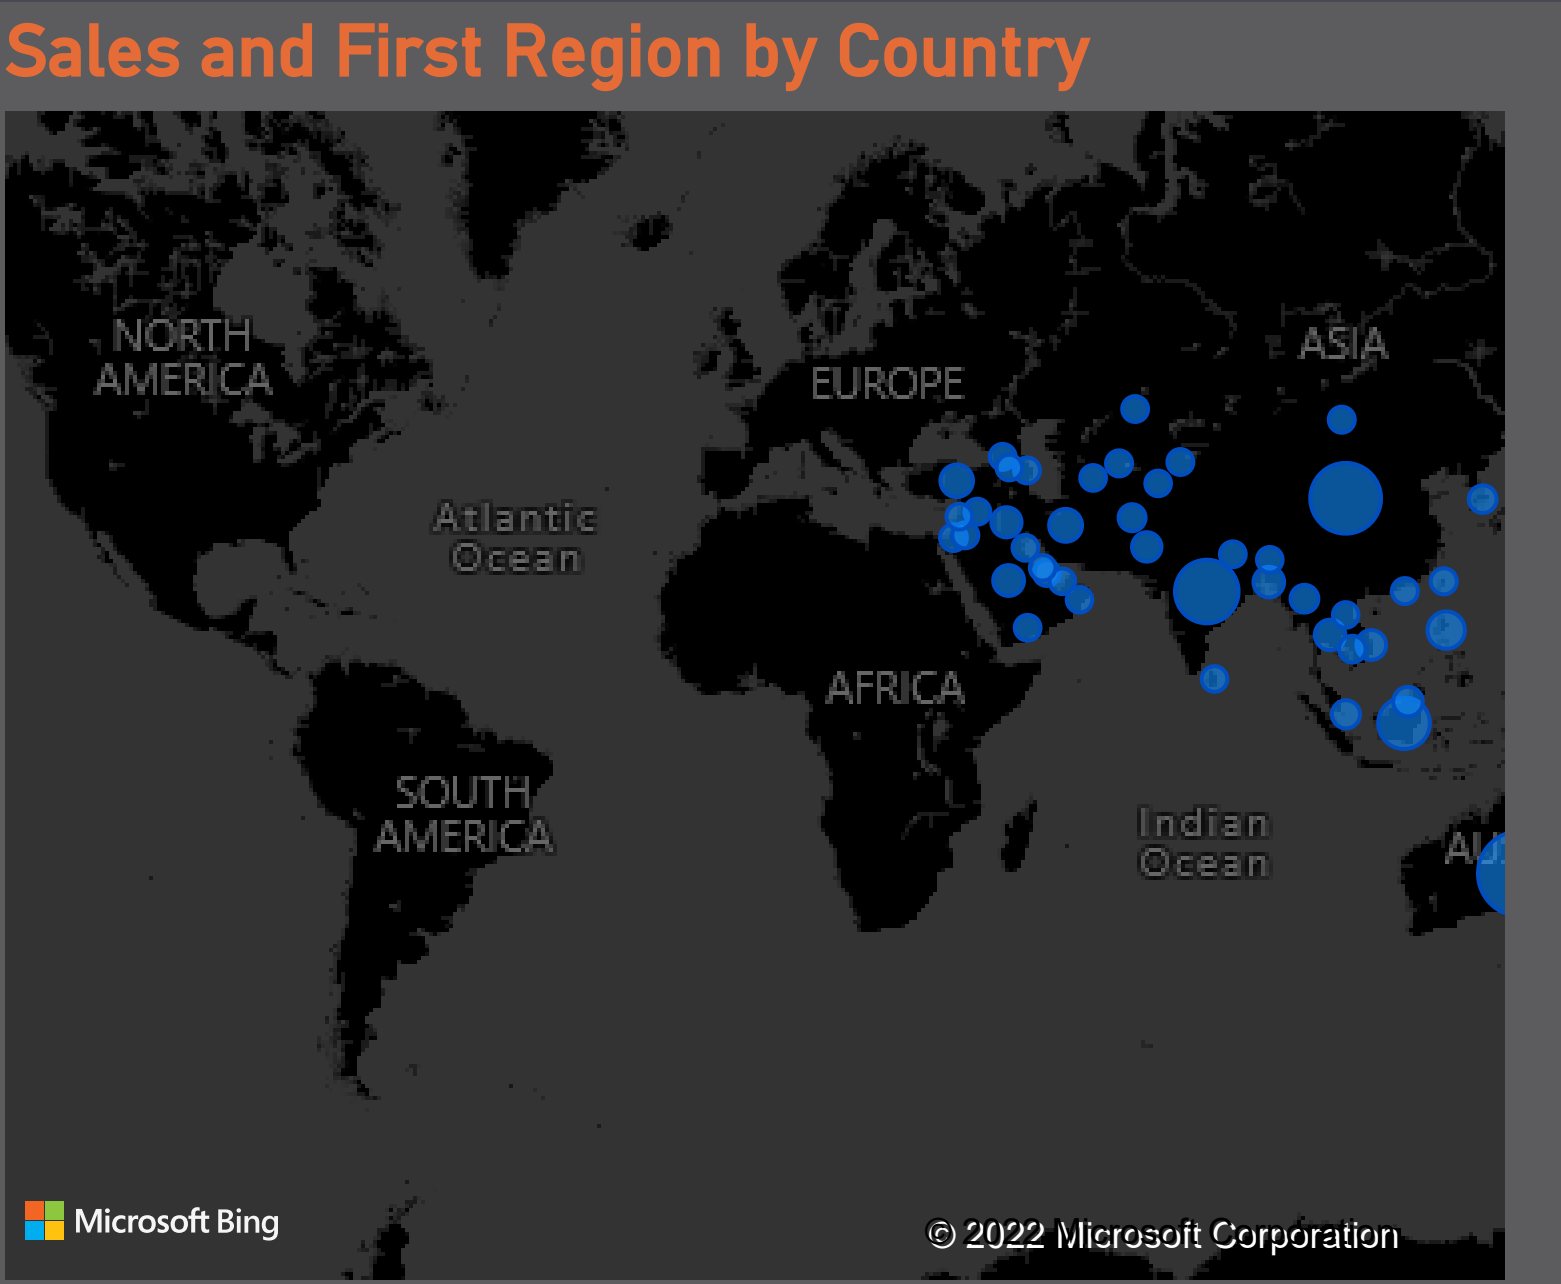 Sales and First Region by Country
NORTH
AMERICA
EUROPE
ASIA
Atlantic
Ocean
AFRICA
SOUTH
AMERICA
Indian
Ocean
AU
Microsoft Bing
© 2022 Microsoft Corporation